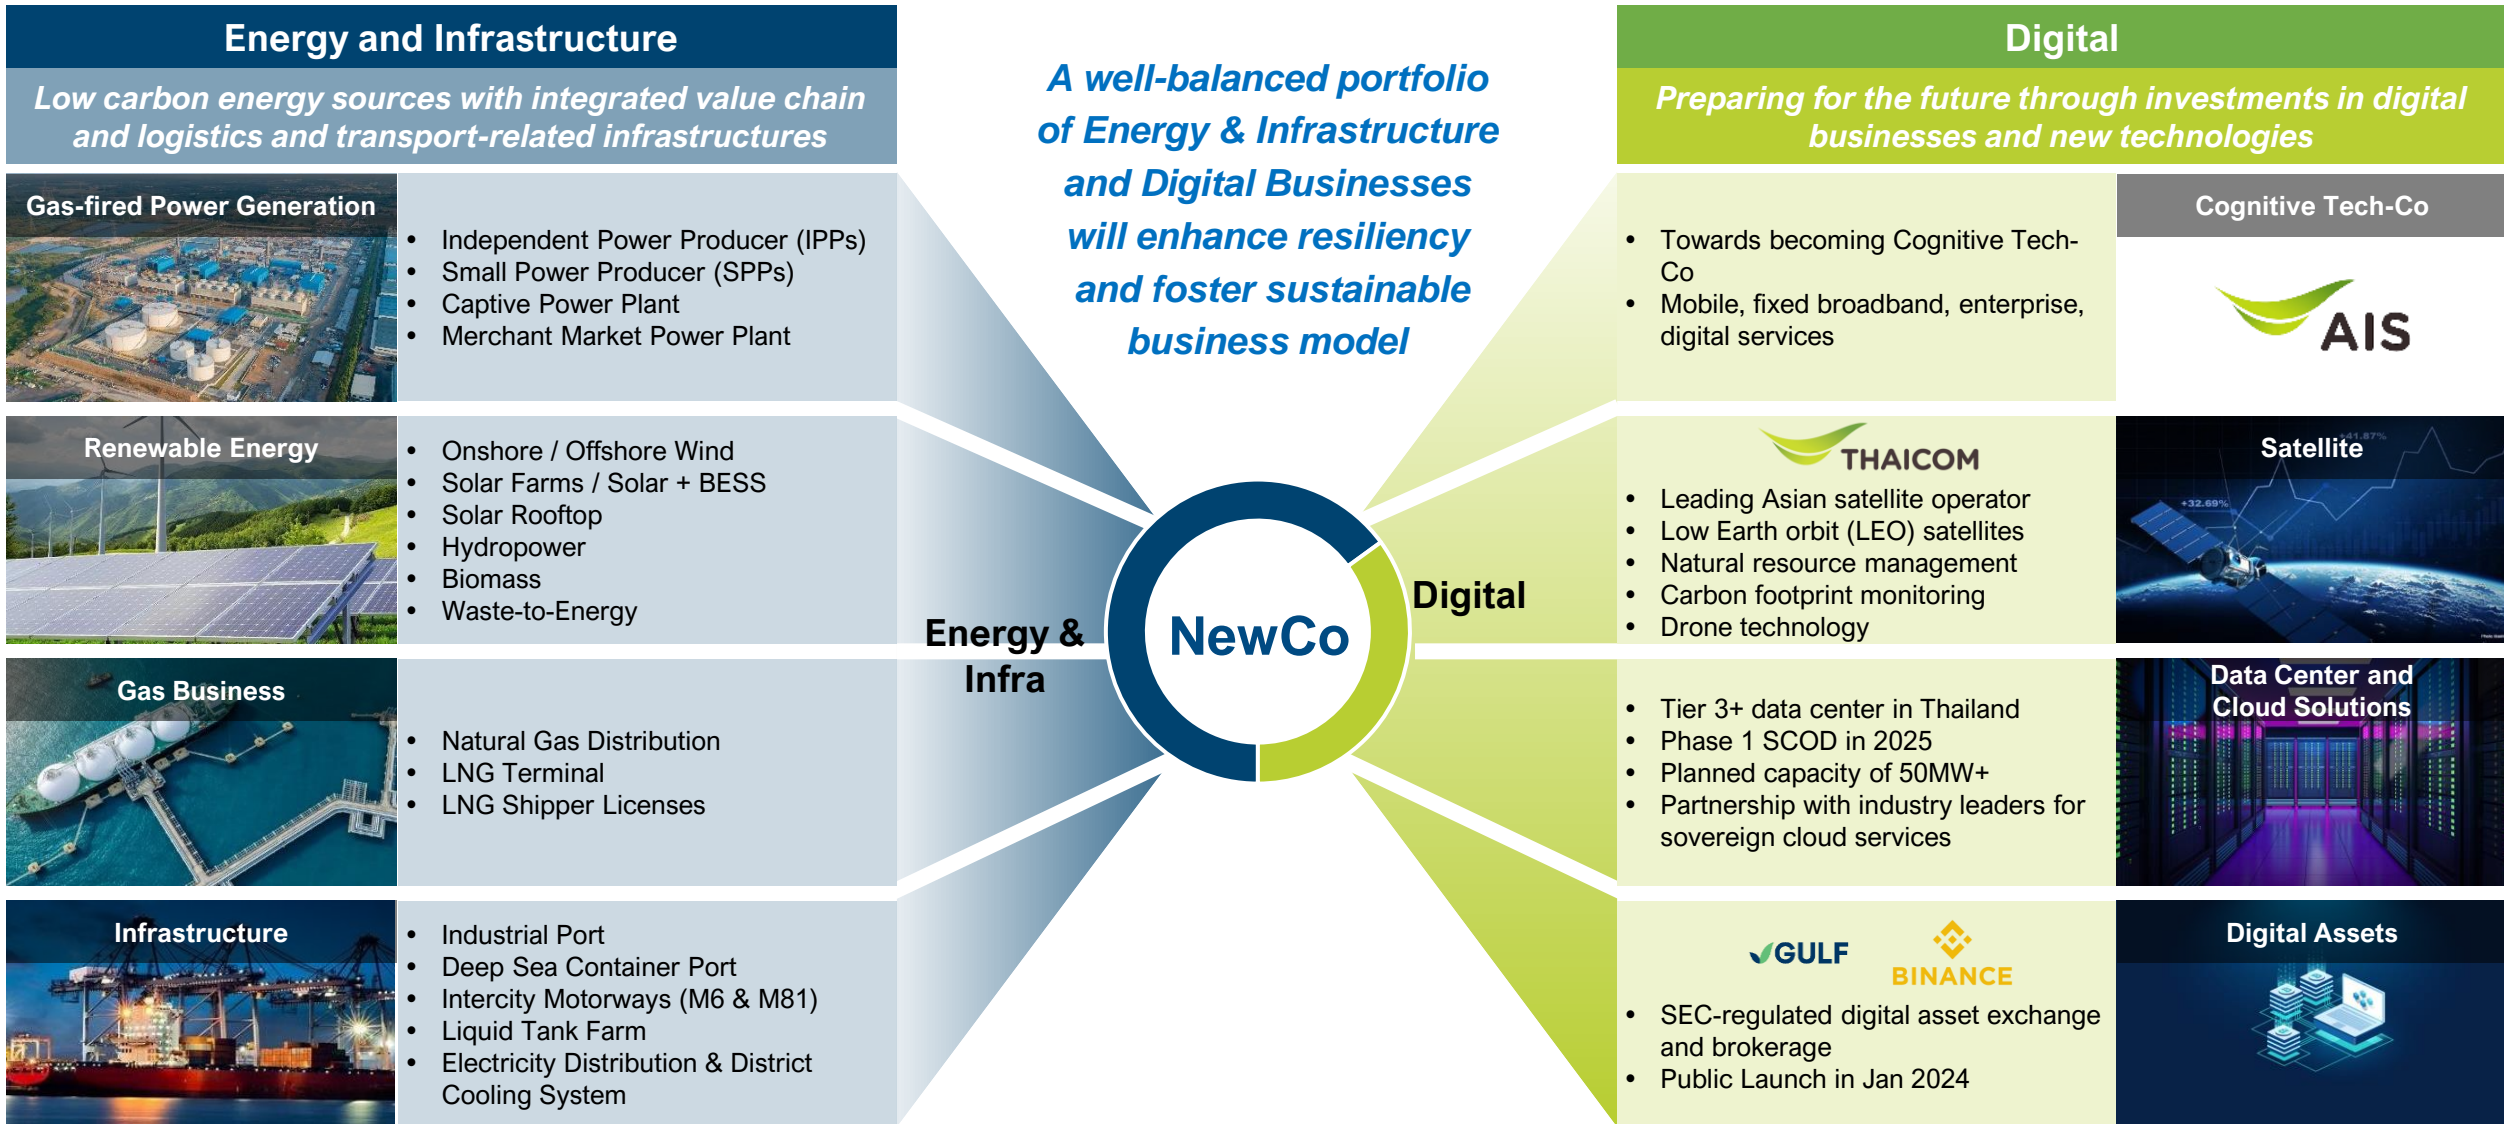 Energy and Infrastructure
Low carbon energy sources with integrated value chain
and logistics and transport-related infrastructures
Gas-fired Power Generation
• Independent Power Producer (IPPs)
• Small Power Producer (SPPs)
• Captive Power Plant
• Merchant Market Power Plant
Renewable Energy
• Onshore / Offshore Wind
• Solar Farms / Solar + BESS
• Solar Rooftop
• Hydropower
• Biomass
• Waste-to-Energy
Gas Business
• Natural Gas Distribution
• LNG Terminal
• LNG Shipper Licenses
Infrastructure
• Industrial Port
• Deep Sea Container Port
• Intercity Motorways (M6 & M81)
• Liquid Tank Farm
• Electricity Distribution & District
Cooling System
A well-balanced portfolio
of Energy & Infrastructure
and Digital Businesses
will enhance resiliency
and foster sustainable
business model
Energy &
Infra
NewCo
Digital
Digital
Preparing for the future through investments in digital
businesses and new technologies
• Towards becoming Cognitive Tech-
Co
• Mobile, fixed broadband, enterprise,
digital services
Cognitive Tech-Co
AIS
THAICOM
• Leading Asian satellite operator
• Low Earth orbit (LEO) satellites
• Natural resource management
• Carbon footprint monitoring
• Drone technology
Satellite
+41.87%
+32.69%
• Tier 3+ data center in Thailand
• Phase 1 SCOD in 2025
• Planned capacity of 50MW+
• Partnership with industry leaders for
sovereign cloud services
Data Center and
Cloud Solutions
GULF
BINANCE
• SEC-regulated digital asset exchange
and brokerage
• Public Launch in Jan 2024
Digital Assets